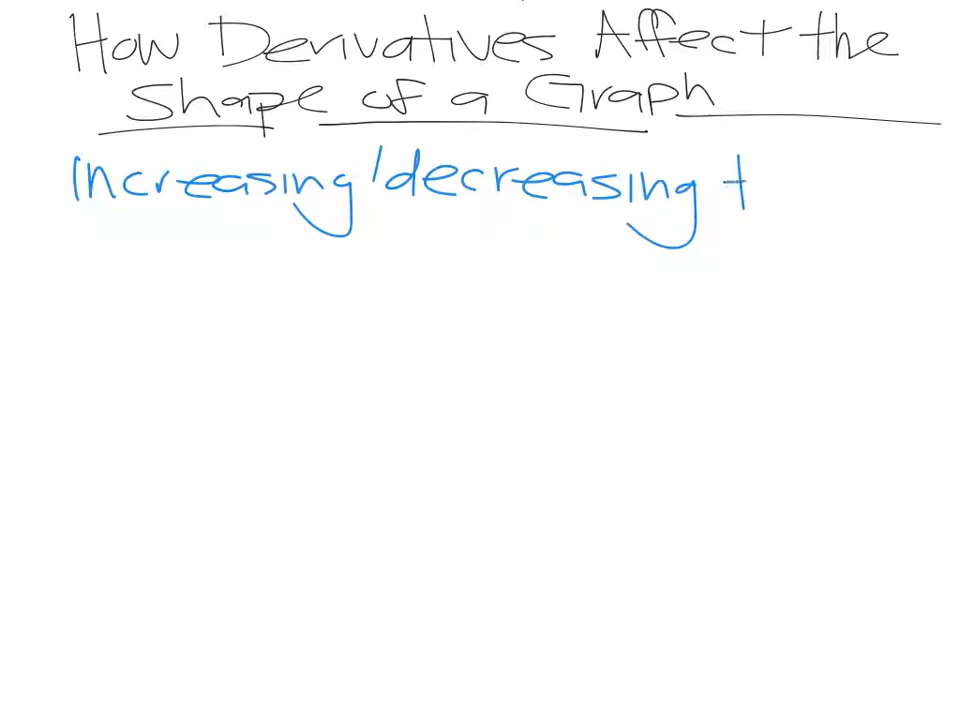 How Derivatives Affect the
Shape of a Graph
Increasing/decreasing t